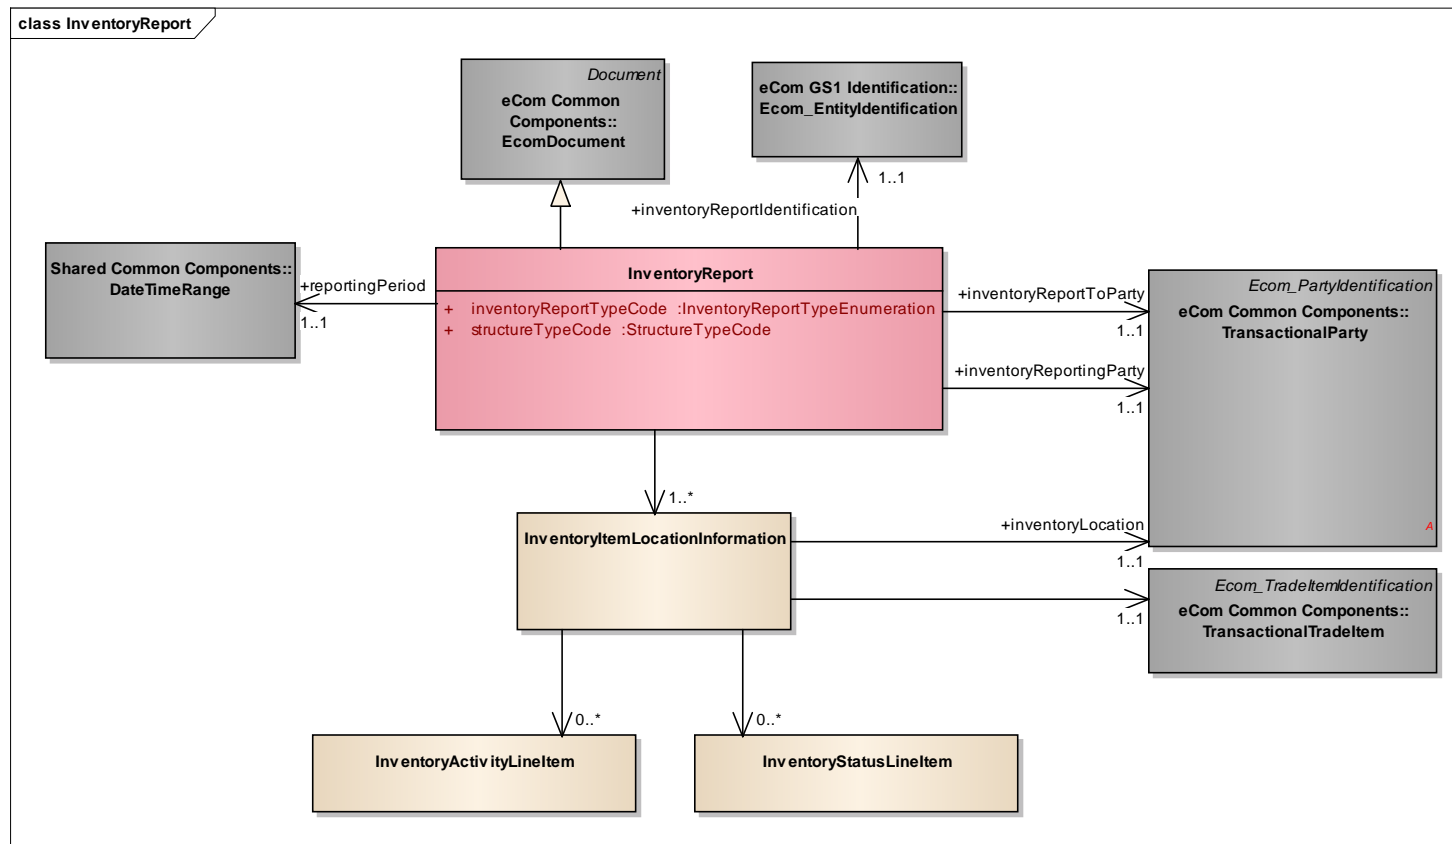 class InventoryReport
Document
eCom Common
Components::
EcomDocument
eCom GS1 Identification::
Ecom_EntityIdentification
1..1
+inventoryReportIdentification
Shared Common Components::
DateTimeRange
+reportingPeriod
1..1
InventoryReport
+ inventoryReportTypeCode :InventoryReportTypeEnumeration
+ structureTypeCode :StructureTypeCode
+inventoryReportToParty
1..1
+inventoryReportingParty
1..1
Ecom_PartyIdentification
eCom Common Components::
TransactionalParty
A
1..*
InventoryItemLocationInformation
+inventoryLocation
1..1
1..1
Ecom_TradeItemIdentification
eCom Common Components::
TransactionalTradeItem
0..*
0..*
InventoryActivityLineItem
InventoryStatusLineItem